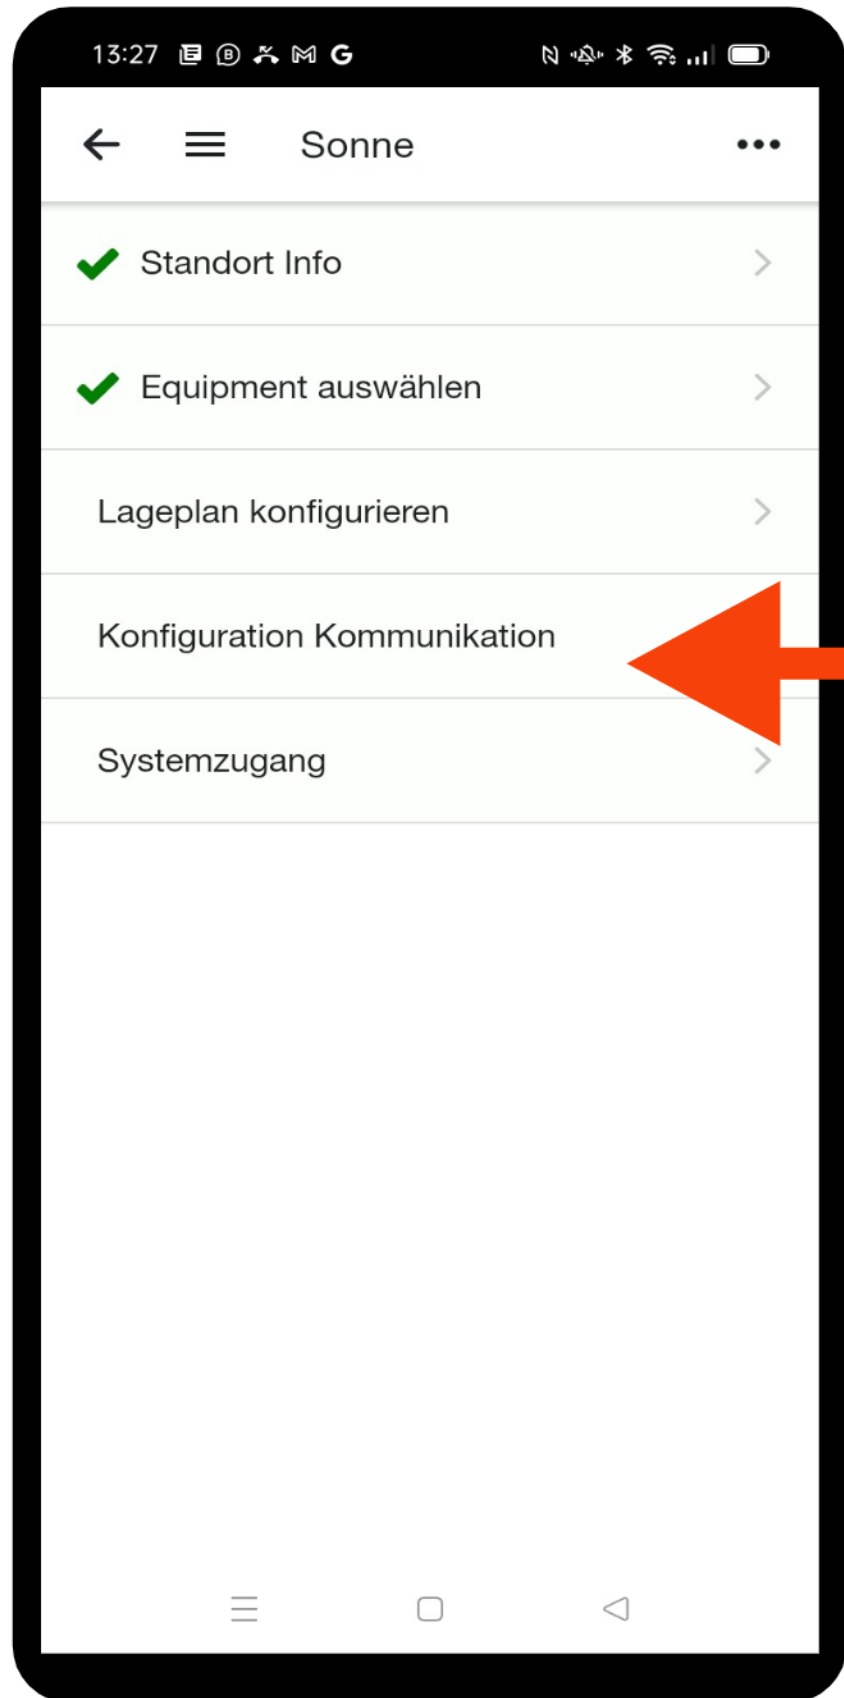 13:27
Sonne
Standort Info
Equipment auswählen
Lageplan konfigurieren
Konfiguration Kommunikation
Systemzugang